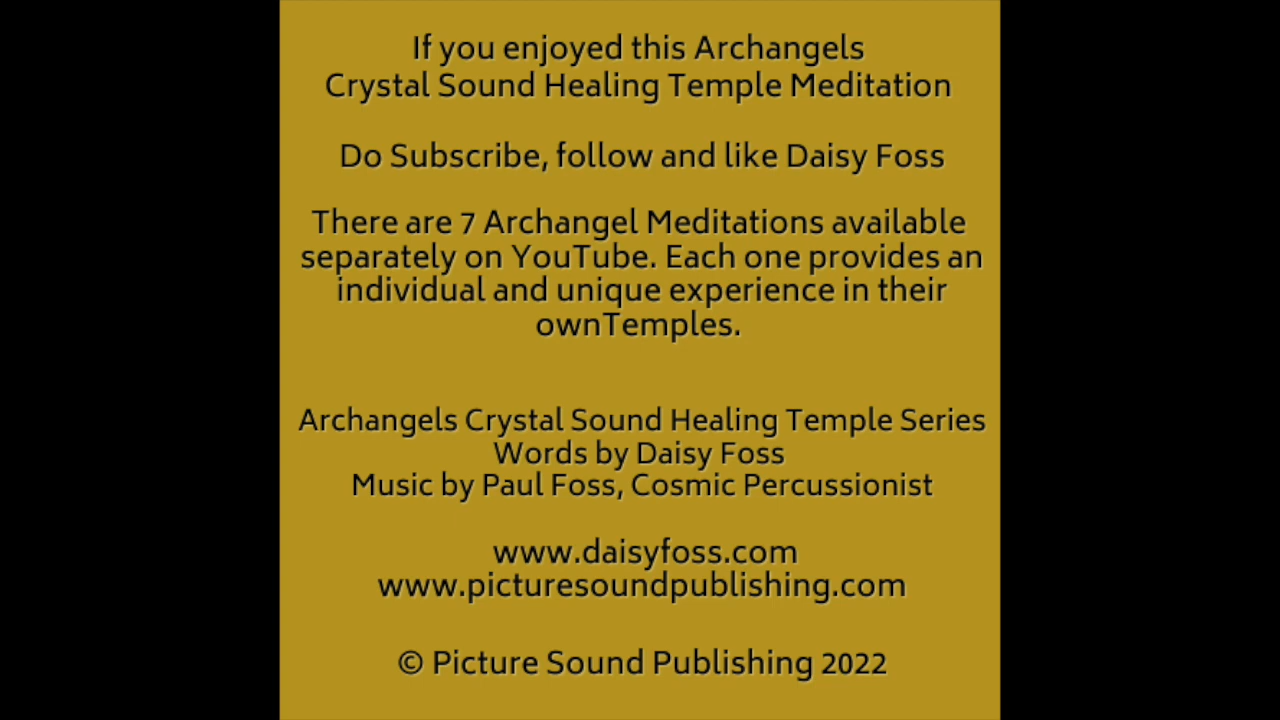 If you enjoyed this Archangels
Crystal Sound Healing Temple Meditation
Do Subscribe, follow and like Daisy Foss
There are 7 Archangel Meditations available
separately on YouTube. Each one provides an
individual and unique experience in their
ownTemples.
Archangels Crystal Sound Healing Temple Series
Words by Daisy Foss
Music by Paul Foss, Cosmic Percussionist
www.daisyfoss.com
www.picturesoundpublishing.com
© Picture Sound Publishing 2022